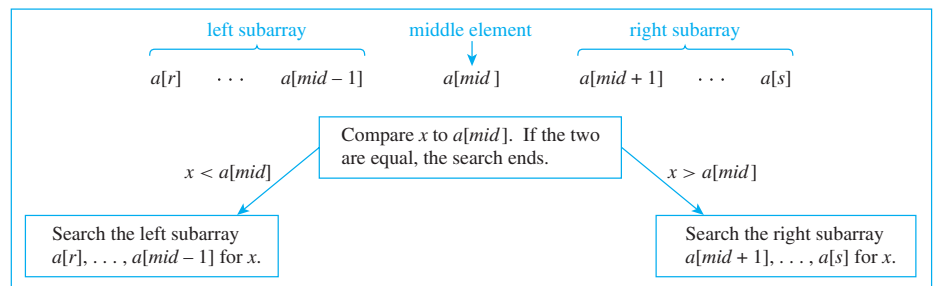 left subarray middle element right subarray
a[r] · · · a[mid – 1] a[mid ] a[mid + 1] · · · a[s]
Compare x to a[mid ]. If the two
are equal, the search ends.
x < a[mid] x > a[mid ]
Search the left subarray
a[r], . . . , a[mid – 1] for x.
Search the right subarray
a[mid + 1], . . . , a[s] for x.